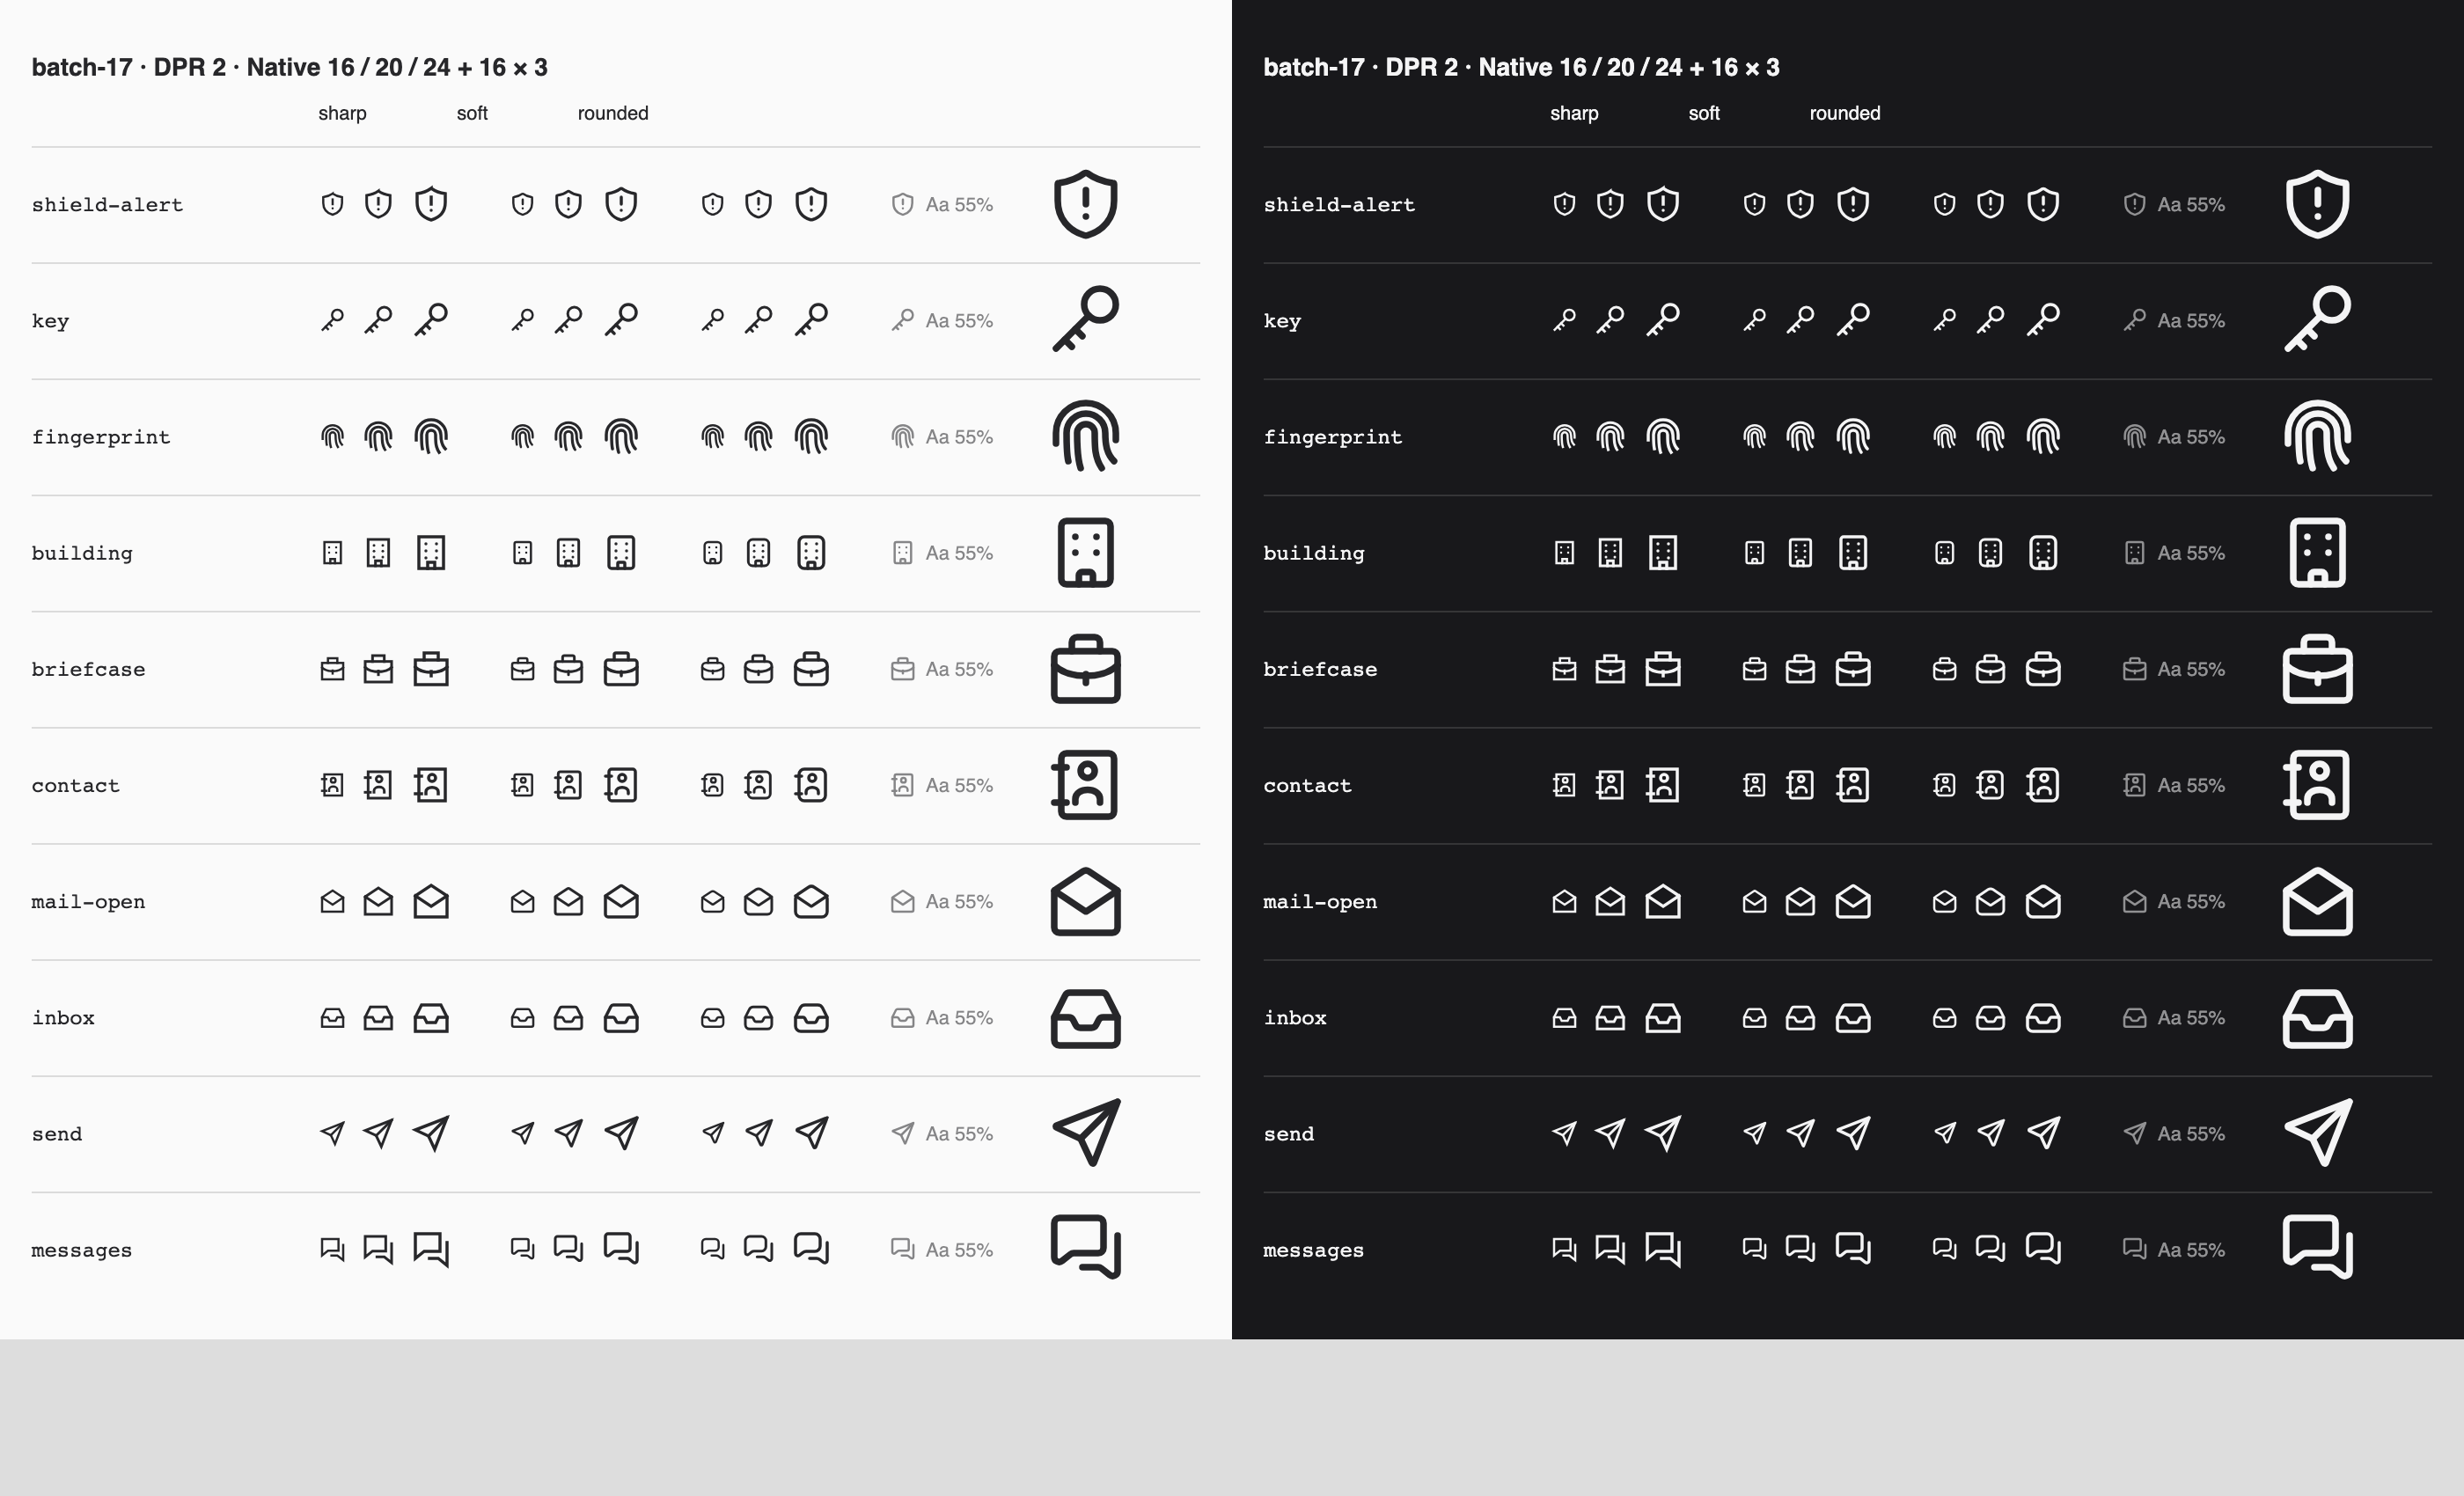 batch-17 · DPR 2 · Native 16 / 20 / 24 + 16 × 3
sharp soft rounded
shield-alert Aa 55%
key Aa 55%
fingerprint Aa 55%
building Aa 55%
briefcase Aa 55%
contact Aa 55%
mail-open Aa 55%
inbox Aa 55%
send Aa 55%
messages Aa 55%
batch-17 · DPR 2 · Native 16 / 20 / 24 + 16 × 3
sharp soft rounded
shield-alert Aa 55%
key Aa 55%
fingerprint Aa 55%
building Aa 55%
briefcase Aa 55%
contact Aa 55%
mail-open Aa 55%
inbox Aa 55%
send Aa 55%
messages Aa 55%